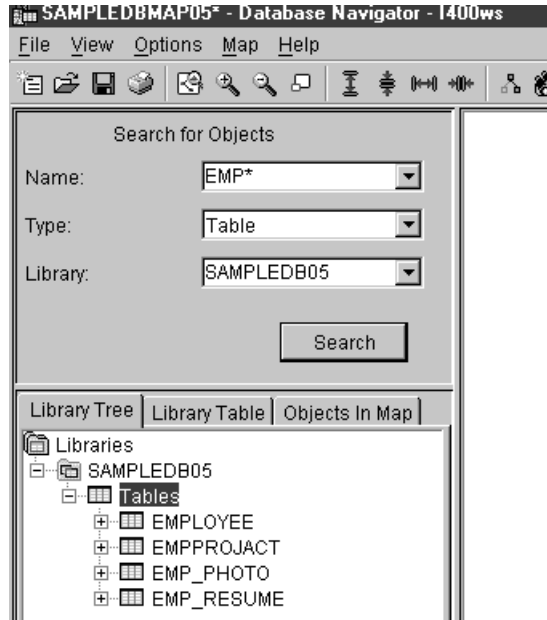 SAMPLEDBMAP05* - Database Navigator - I400ws
File View Options Map Help
Search for Objects
Name: EMP*
Type: Table
Library: SAMPLEDB05
Search
Library Tree Library Table Objects In Map
Libraries
SAMPLEDB05
Tables
EMPLOYEE
EMPPROJACT
EMP_PHOTO
EMP_RESUME